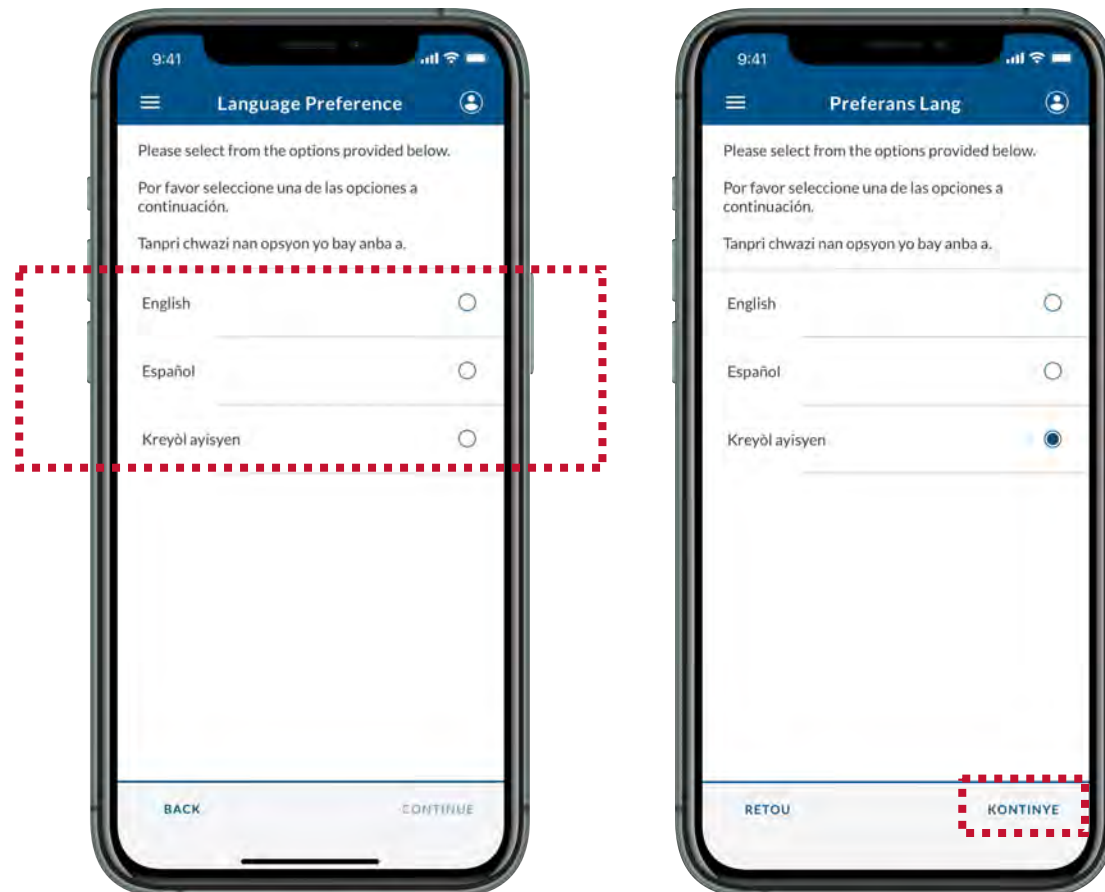 9:41
Language Preference
Please select from the options provided below.
Por favor seleccione una de las opciones a
continuación.
Tanpri chwazi nan opsyon yo bay anba a.
English
Español
Kreyòl ayisyen
BACK
CONTINUE
9:41
Preferans Lang
Please select from the options provided below.
Por favor seleccione una de las opciones a
continuación.
Tanpri chwazi nan opsyon yo bay anba a.
English
Español
Kreyòl ayisyen
RETOU
KONTINYE